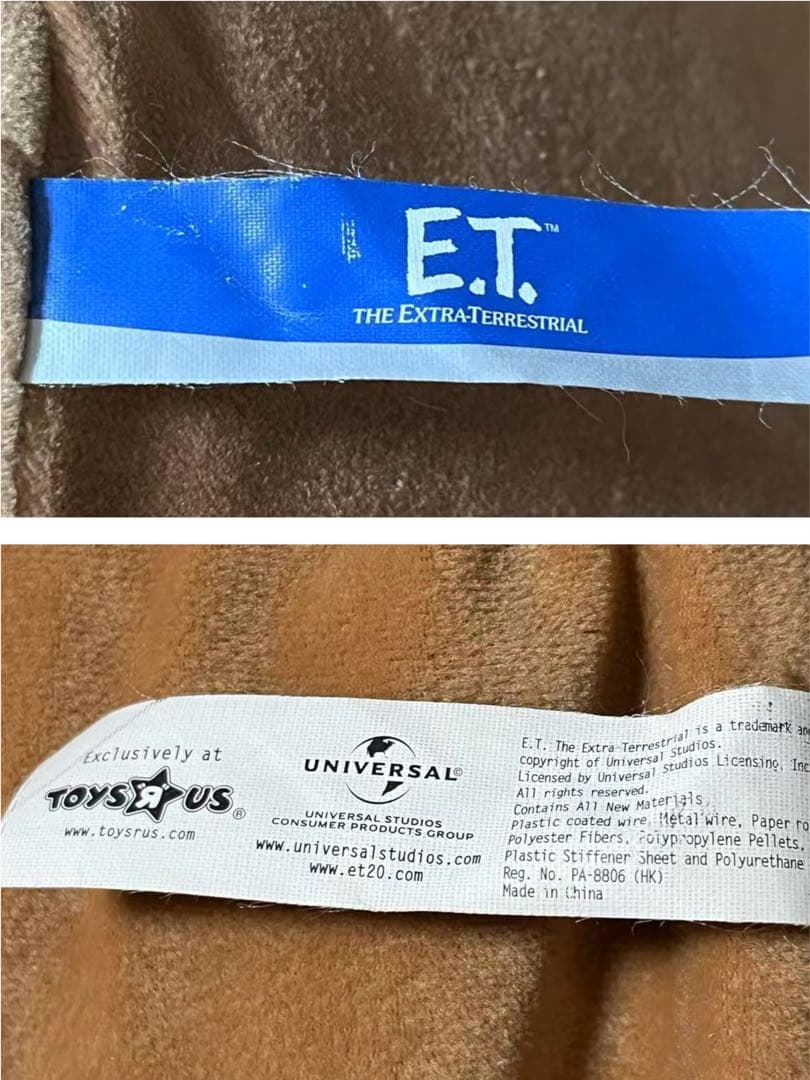 E.T.™
THE EXTRA-TERRESTRIAL
Exclusively at
TOYS"R"US®
www.toysrus.com
UNIVERSAL©
UNIVERSAL STUDIOS
CONSUMER PRODUCTS GROUP
www.universalstudios.com
www.et20.com
E.T. The Extra-Terrestrial is a trademark and
copyright of Universal Studios.
Licensed by Universal Studios Licensing, Inc
All rights reserved.
Contains All New Materials,
Plastic coated wire, Metal wire, Paper ro
Polyester Fibers, Polypropylene Pellets,
Plastic Stiffener Sheet and Polyurethane
Reg. No. PA-8806 (HK)
Made in China